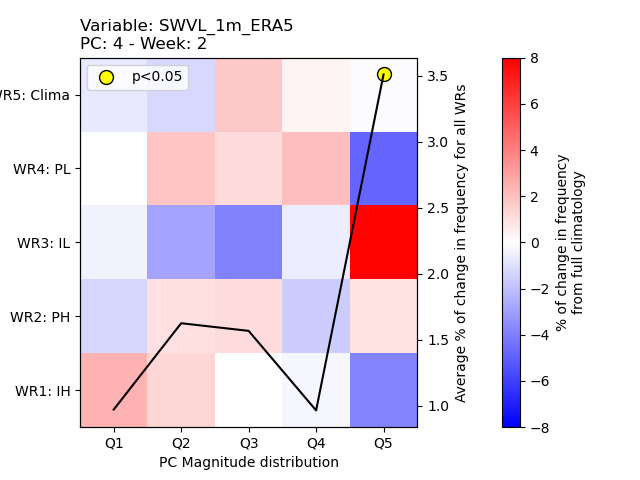 Variable: SWVL_1m_ERA5
PC: 4 - Week: 2
p<0.05
WR5: Clima
WR4: PL
WR3: IL
WR2: PH
WR1: IH
Q1 Q2 Q3 Q4 Q5
PC Magnitude distribution
3.5
3.0
2.5
2.0
1.5
1.0
Average % of change in frequency for all WRs
8
6
4
2
0
−2
−4
−6
−8
% of change in frequency
from full climatology